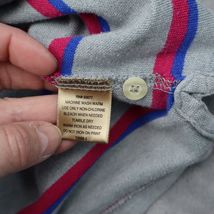 MACHINE WASH WARM
USE ONLY NON-CHLORINE
BLEACH WHEN NEEDED
TUMBLE DRY
WARM IRON AS NEEDED
DO NOT IRON ON PRINT